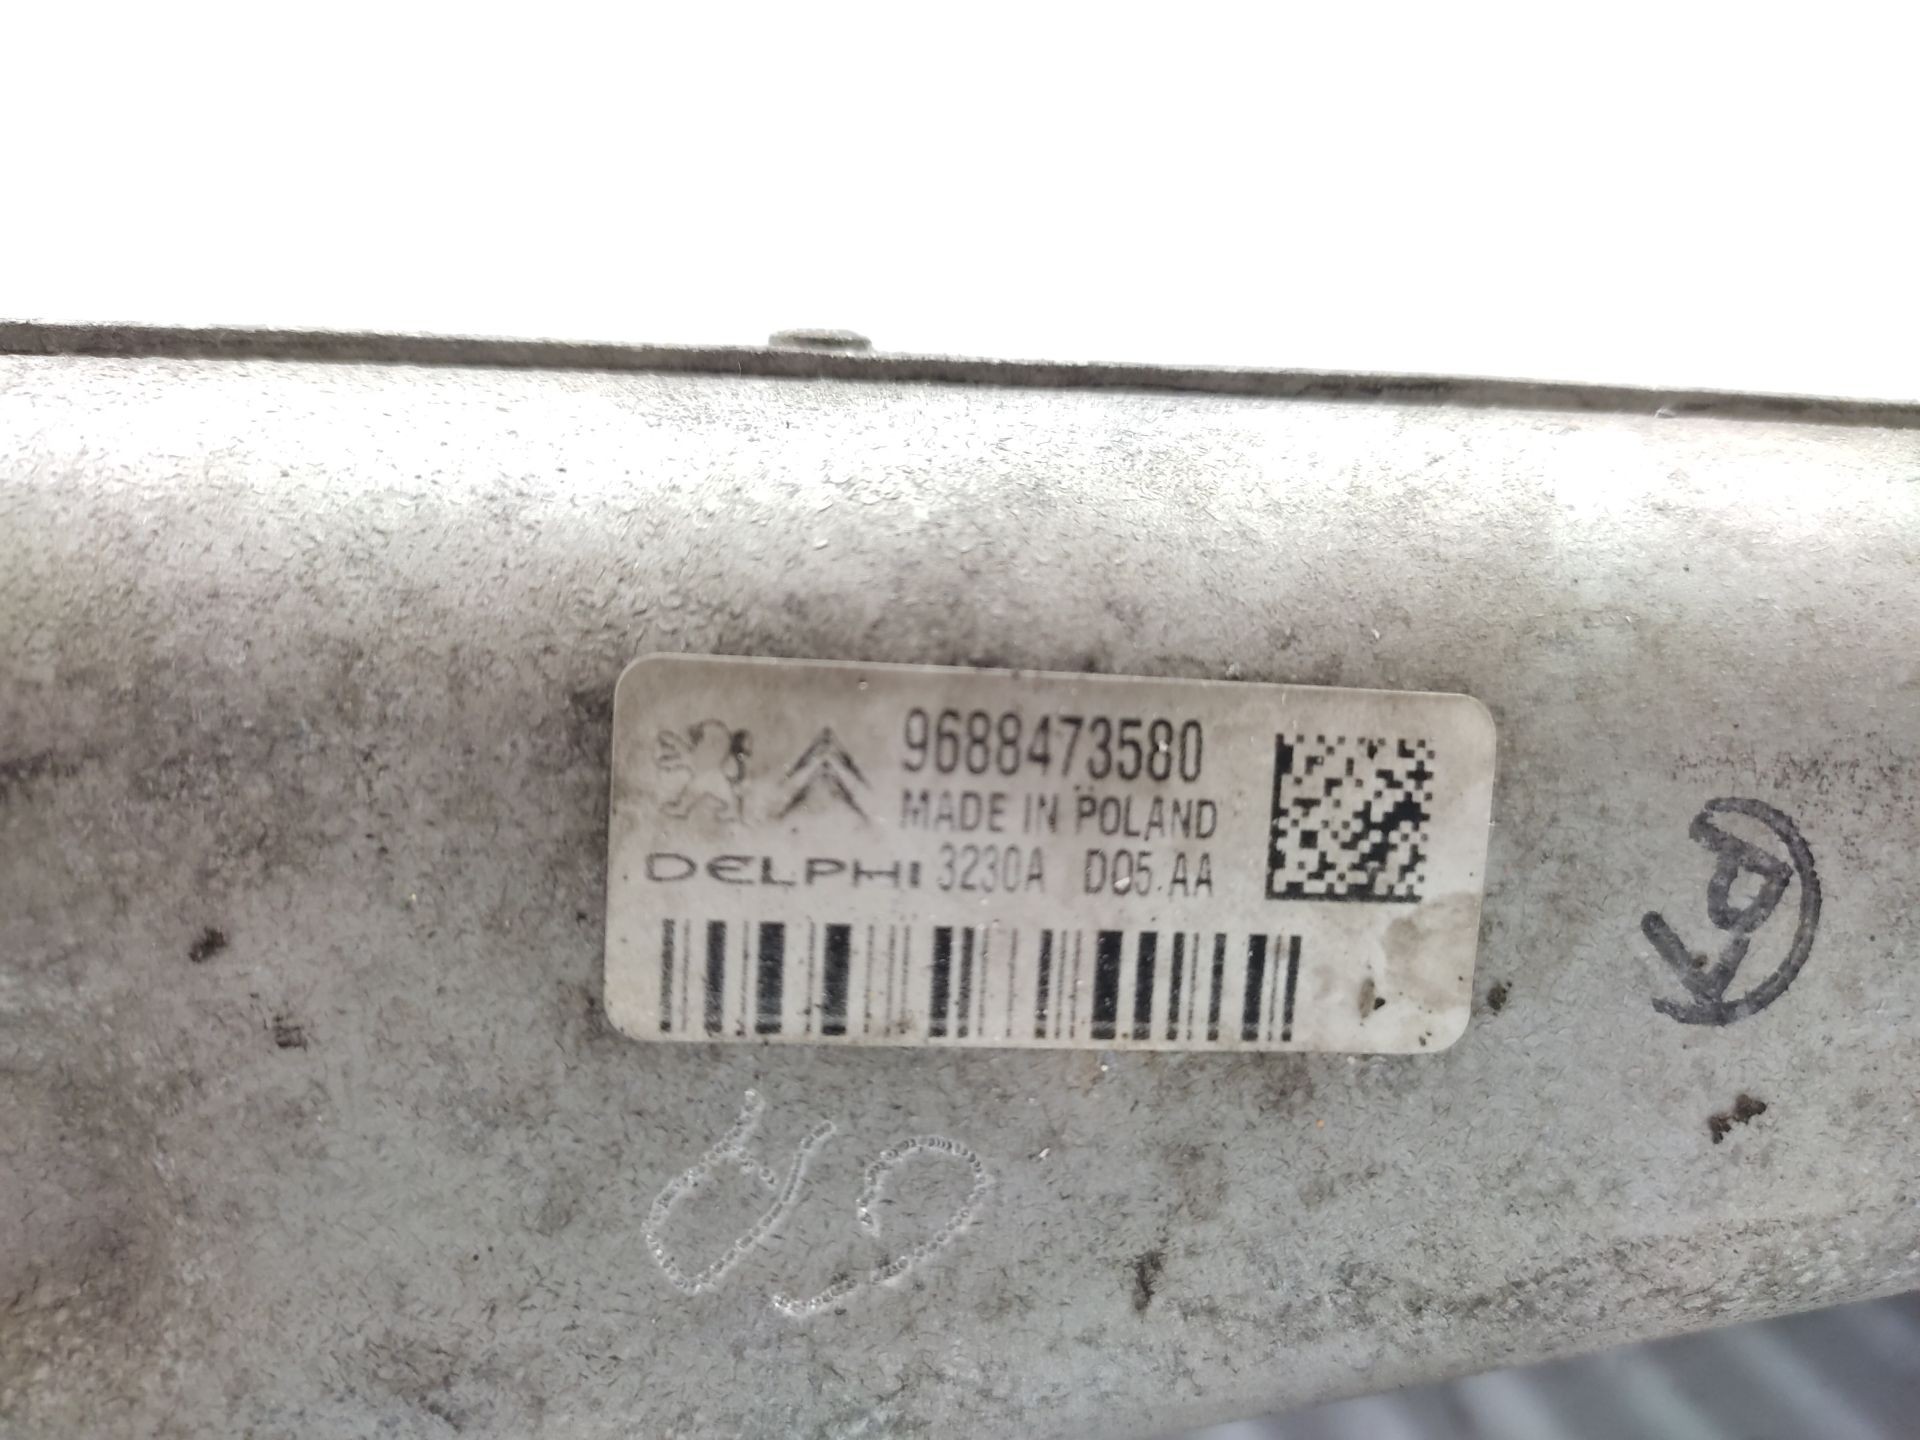 9688473580
MADE IN POLAND
DELPHI 3230A D05.AA